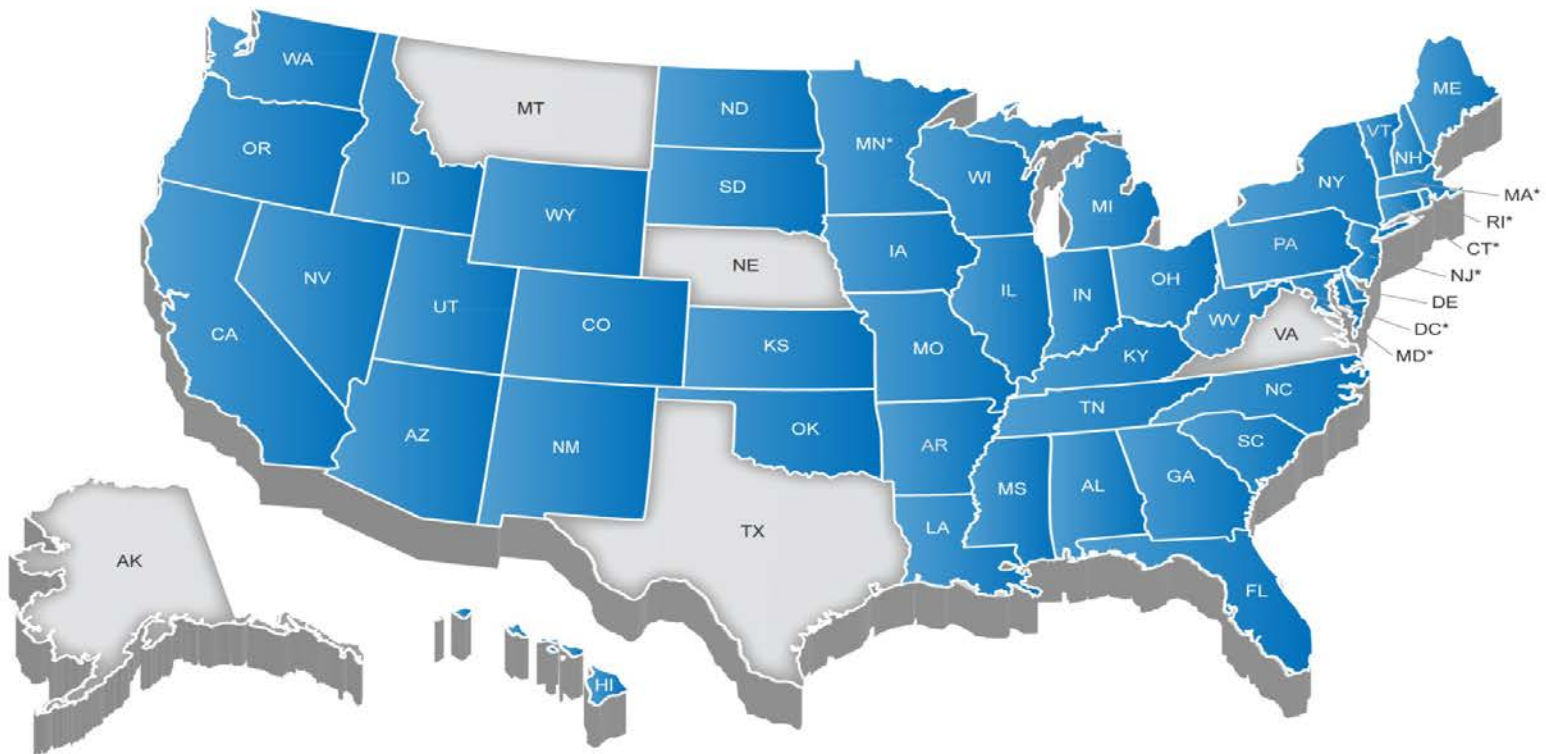 WA
MT
ND
MN*
ME
VT
NH
OR
ID
SD
WI
MI
NY
MA*
RI*
CT*
NJ*
WY
NE
IA
PA
DE
DC*
MD*
NV
UT
CO
CA
KS
MO
IL
IN
OH
WV
VA
KY
AZ
NM
OK
AR
TN
NC
SC
MS
AL
GA
TX
LA
FL
AK
HI